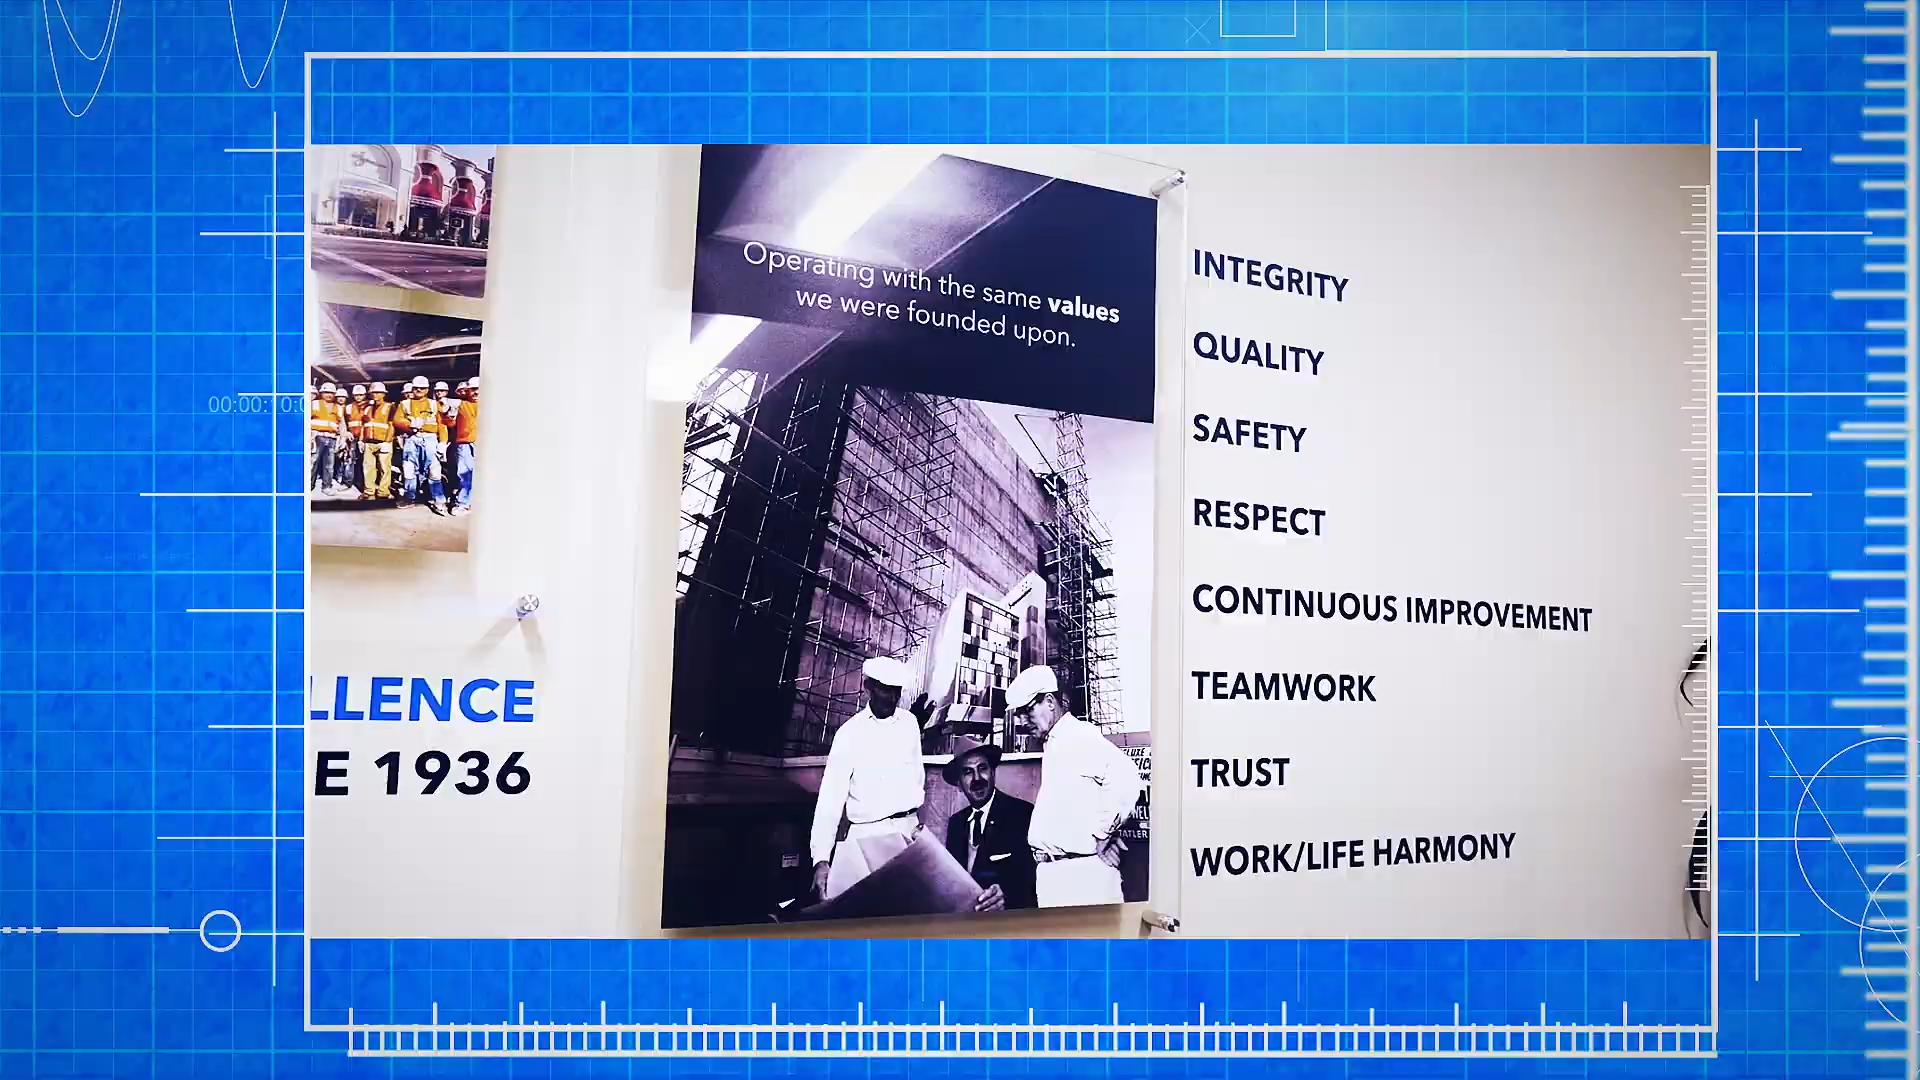 Operating with the same values
we were founded upon.
INTEGRITY
QUALITY
SAFETY
RESPECT
CONTINUOUS IMPROVEMENT
TEAMWORK
TRUST
WORK/LIFE HARMONY
LLENCE
E 1936